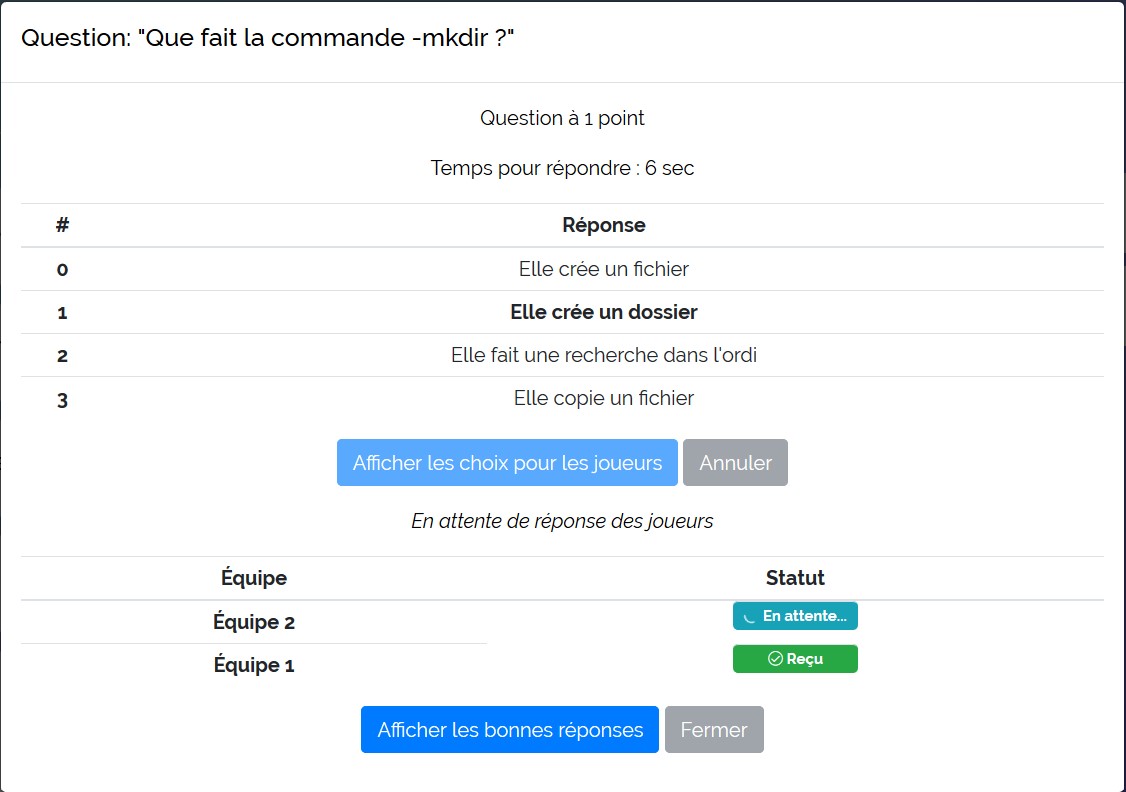 Question: "Que fait la commande -mkdir ?"
Question à 1 point
Temps pour répondre : 6 sec
# Réponse
0 Elle crée un fichier
1 Elle crée un dossier
2 Elle fait une recherche dans l'ordi
3 Elle copie un fichier
Afficher les choix pour les joueurs Annuler
En attente de réponse des joueurs
Équipe Statut
Équipe 2 En attente...
Équipe 1 Reçu
Afficher les bonnes réponses Fermer